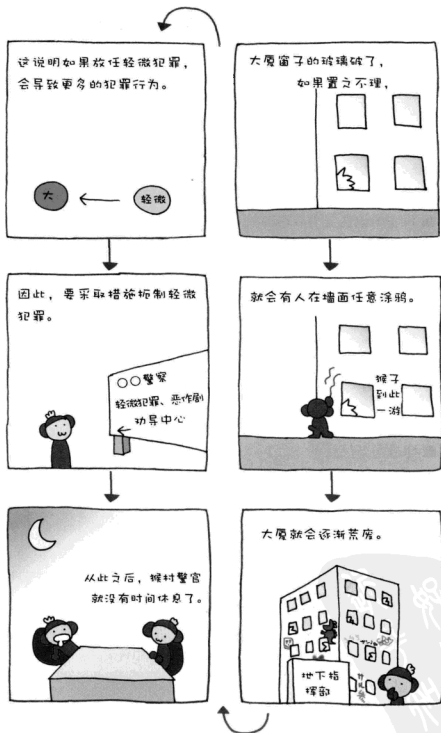 大厦窗子的玻璃破了，
如果置之不理，
就会有人在墙面任意涂鸦。
猴子
到此
一游
大厦就会逐渐荒废。
地下指
挥部
这说明如果放任轻微犯罪，
会导致更多的犯罪行为。
大
轻微
因此，要采取措施扼制轻微
犯罪。
○○警察
轻微犯罪、恶作剧
劝导中心
从此之后，猴村警官
就没有时间休息了。